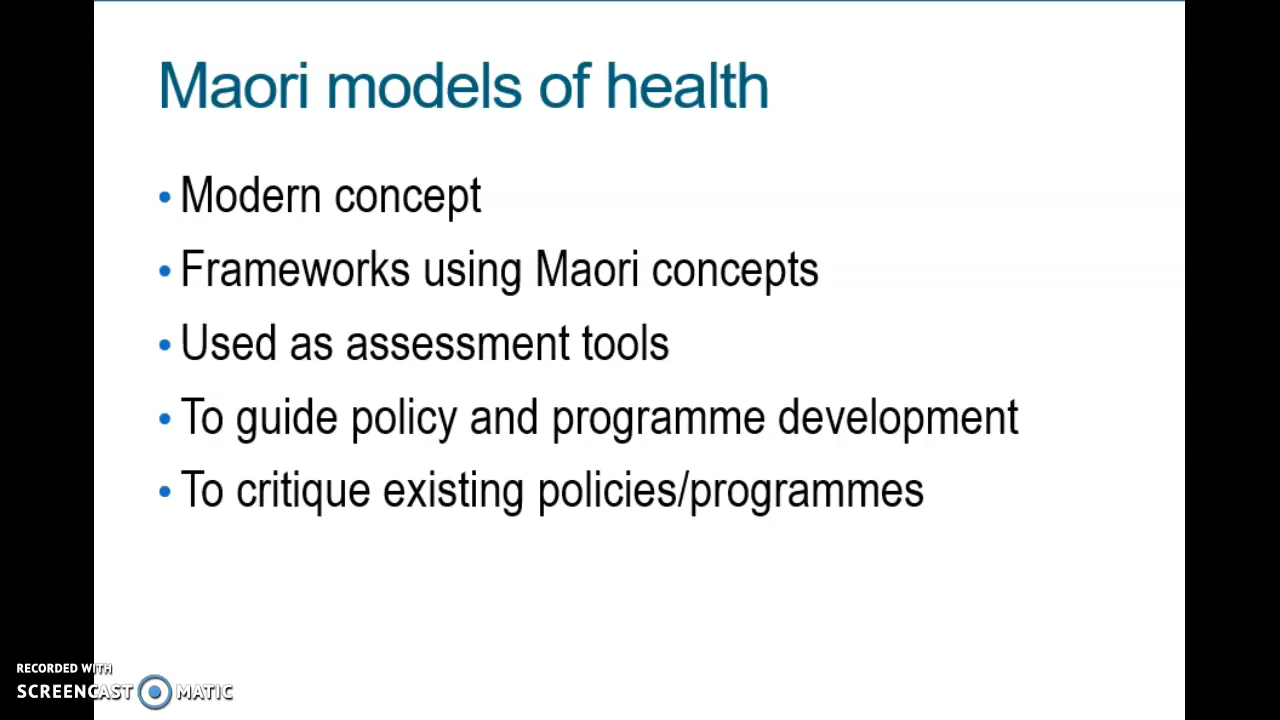 Maori models of health
• Modern concept
• Frameworks using Maori concepts
• Used as assessment tools
• To guide policy and programme development
• To critique existing policies/programmes
RECORDED WITH
SCREENCAST MATIC